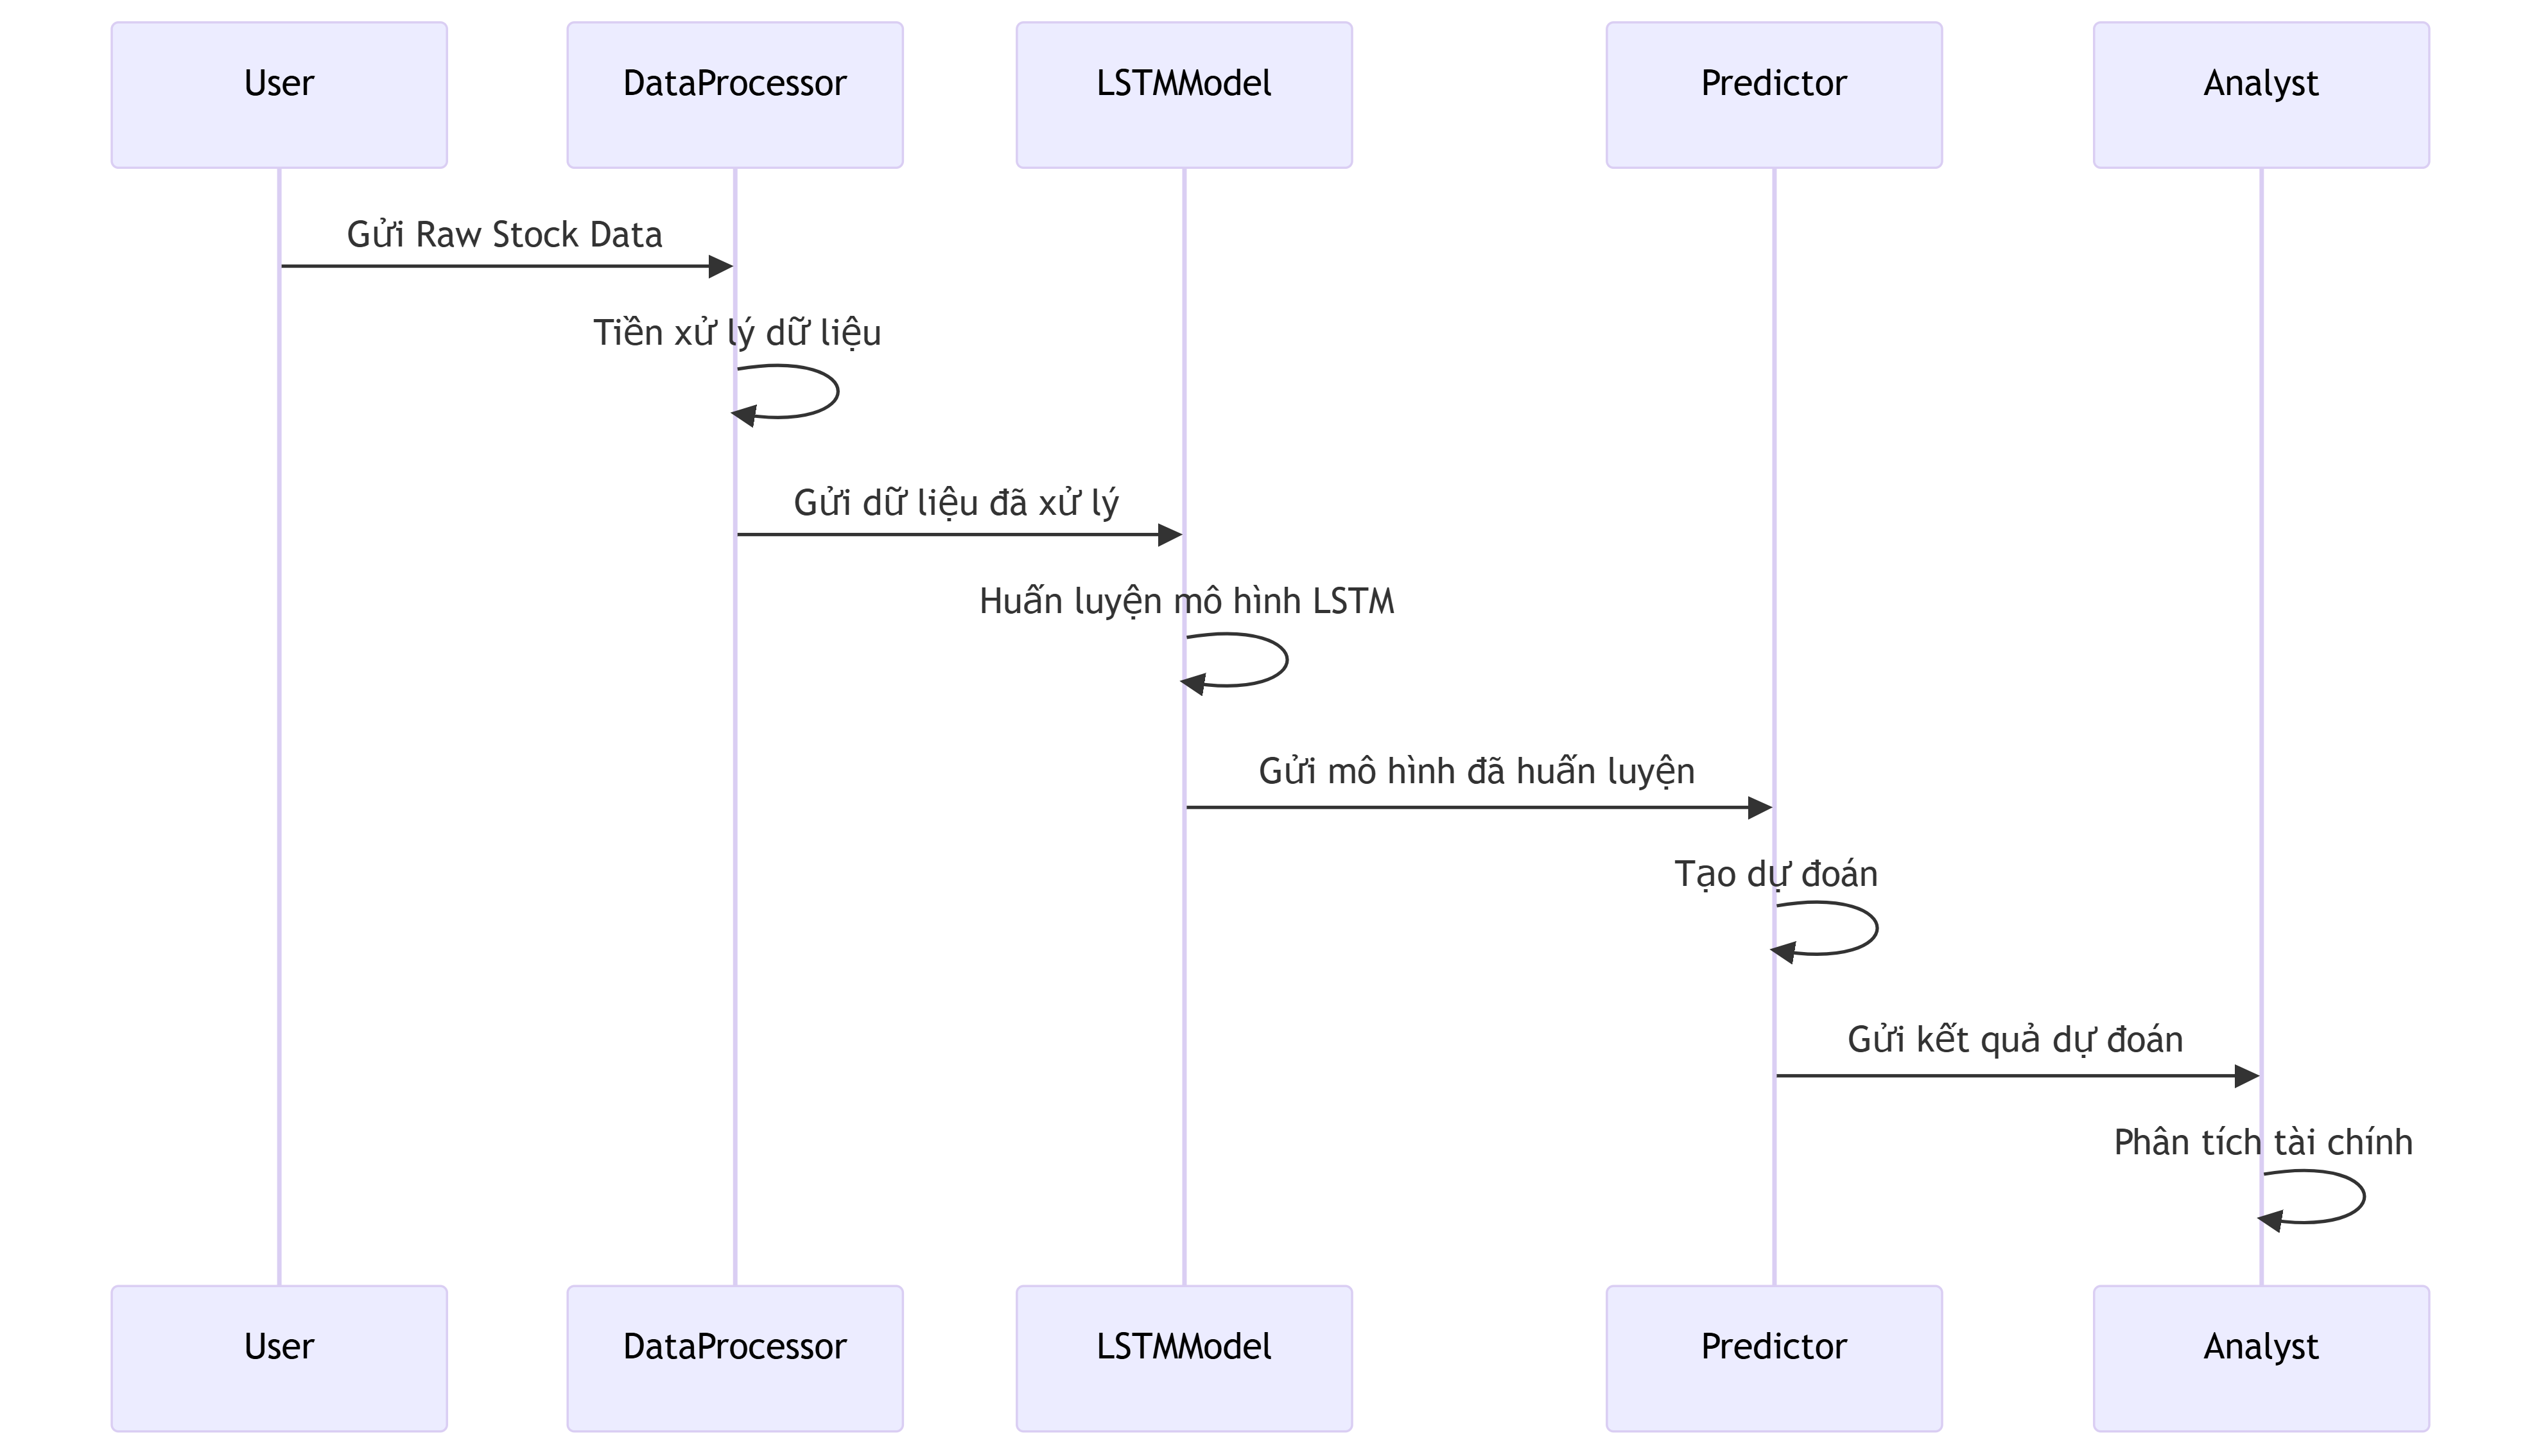 User
DataProcessor
LSTMModel
Predictor
Analyst
Gửi Raw Stock Data
Tiền xử lý dữ liệu
Gửi dữ liệu đã xử lý
Huấn luyện mô hình LSTM
Gửi mô hình đã huấn luyện
Tạo dự đoán
Gửi kết quả dự đoán
Phân tích tài chính
User
DataProcessor
LSTMModel
Predictor
Analyst